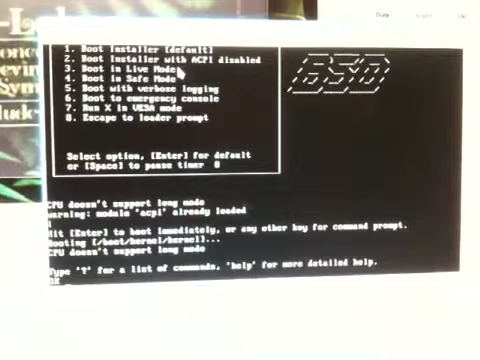 1. Boot Installer [default]
2. Boot Installer with ACPI disabled
3. Boot in Live Mode
4. Boot in Safe Mode
5. Boot with verbose logging
6. Boot to emergency console
7. Run X in VESA mode
8. Escape to loader prompt
BSD
Select option, [Enter] for default
or [Space] to pause timer 8
CPU doesn't support long mode
warning: module 'acpi' already loaded
Hit [Enter] to boot immediately, or any other key for command prompt.
Booting [/boot/kernel/kernel]...
CPU doesn't support long mode
Type '?' for a list of commands, 'help' for more detailed help.
OK